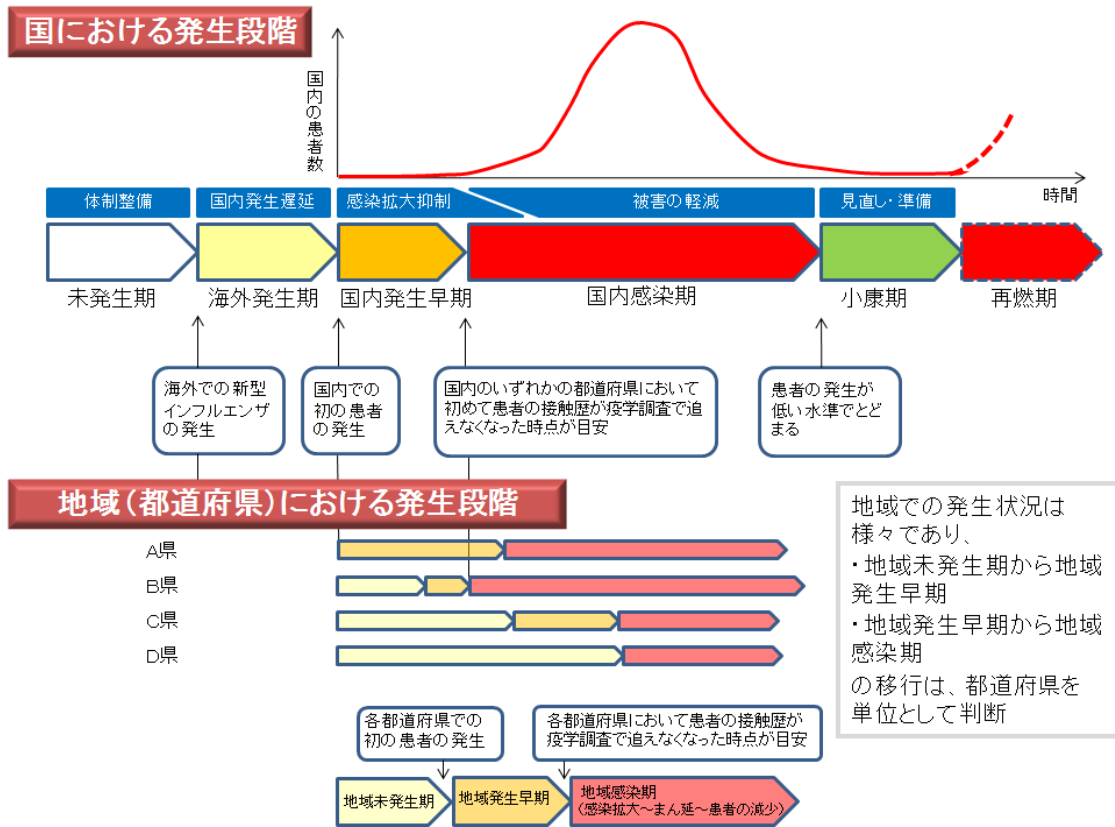 国における発生段階
国内の患者数
時間
体制整備
国内発生遅延
感染拡大抑制
被害の軽減
見直し・準備
未発生期
海外発生期
国内発生早期
国内感染期
小康期
再燃期
海外での新型
インフルエンザ
の発生
国内での
初の患者
の発生
国内のいずれかの都道府県において
初めて患者の接触歴が疫学調査で追
えなくなった時点が目安
患者の発生が
低い水準でとど
まる
地域(都道府県)における発生段階
A県
B県
C県
D県
地域での発生状況は
様々であり、
・地域未発生期から地域
発生早期
・地域発生早期から地域
感染期
の移行は、都道府県を
単位として判断
各都道府県での
初の患者の発生
各都道府県において患者の接触歴が
疫学調査で追えなくなった時点が目安
地域未発生期
地域発生早期
地域感染期
(感染拡大～まん延～患者の減少)